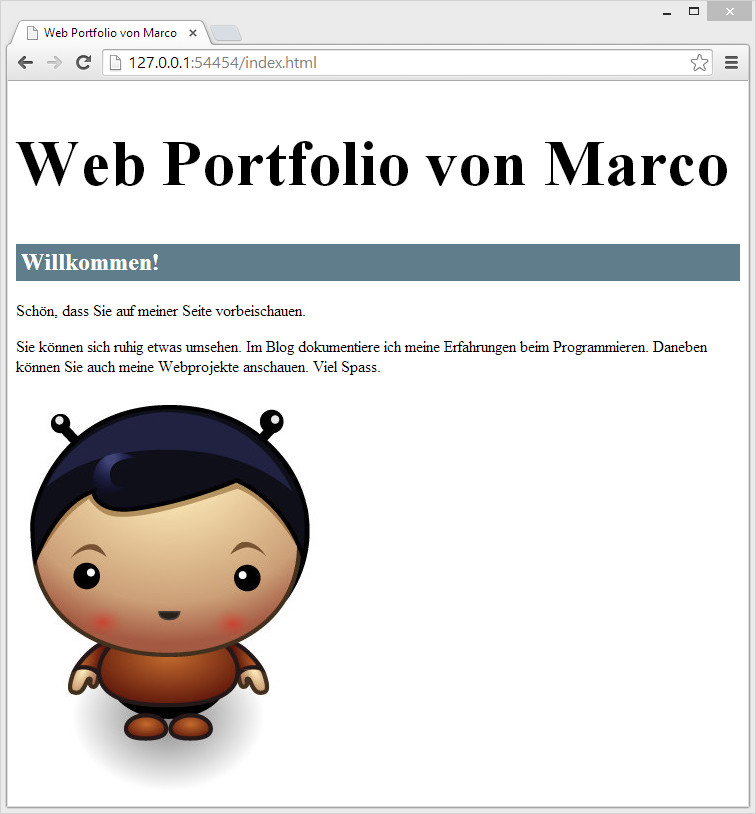 Web Portfolio von Marco
127.0.0.1:54454/index.html
Web Portfolio von Marco
Willkommen!
Schön, dass Sie auf meiner Seite vorbeischauen.
Sie können sich ruhig etwas umsehen. Im Blog dokumentiere ich meine Erfahrungen beim Programmieren. Daneben
können Sie auch meine Webprojekte anschauen. Viel Spass.